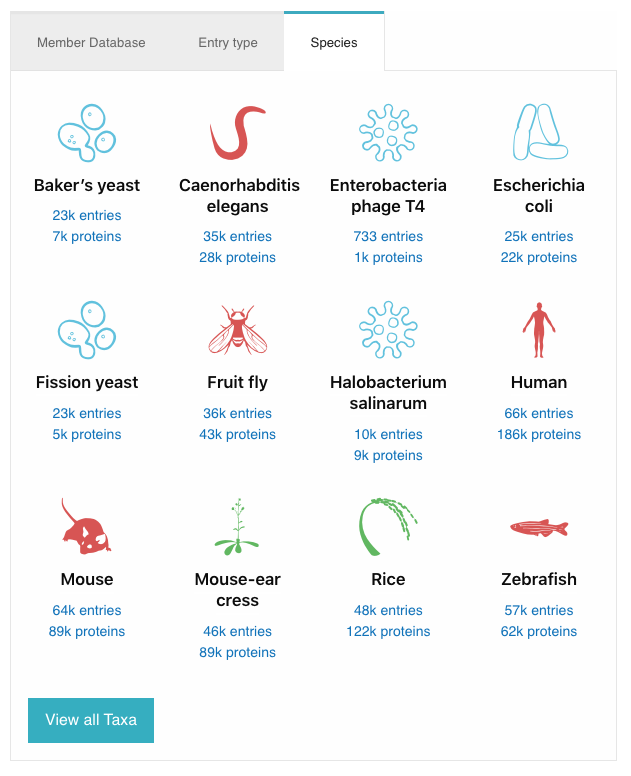 Member Database
Entry type
Species
Baker's yeast
23k entries
7k proteins
Caenorhabditis
elegans
35k entries
28k proteins
Enterobacteria
phage T4
733 entries
1k proteins
Escherichia
coli
25k entries
22k proteins
Fission yeast
23k entries
5k proteins
Fruit fly
36k entries
43k proteins
Halobacterium
salinarum
10k entries
9k proteins
Human
66k entries
186k proteins
Mouse
64k entries
89k proteins
Mouse-ear
cress
46k entries
89k proteins
Rice
48k entries
122k proteins
Zebrafish
57k entries
62k proteins
View all Taxa